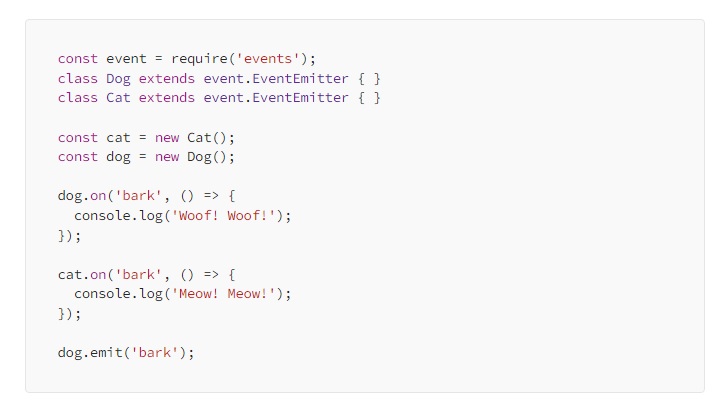 const event = require('events');
class Dog extends event.EventEmitter { }
class Cat extends event.EventEmitter { }
const cat = new Cat();
const dog = new Dog();
dog.on('bark', () => {
  console.log('Woof! Woof!');
});
cat.on('bark', () => {
  console.log('Meow! Meow!');
});
dog.emit('bark');